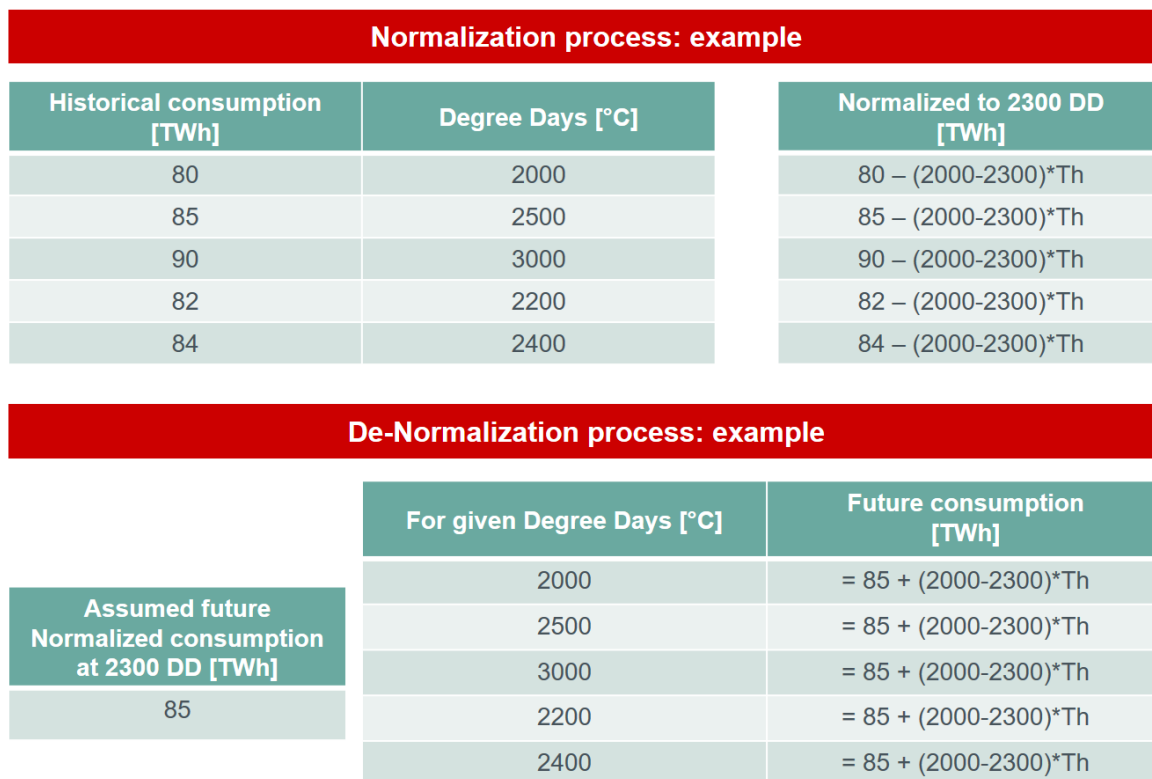 Normalization process: example
Historical consumption
[TWh]
Degree Days [°C]
Normalized to 2300 DD
[TWh]
80 2000 80 – (2000-2300)*Th
85 2500 85 – (2000-2300)*Th
90 3000 90 – (2000-2300)*Th
82 2200 82 – (2000-2300)*Th
84 2400 84 – (2000-2300)*Th
De-Normalization process: example
For given Degree Days [°C]
Future consumption
[TWh]
2000 = 85 + (2000-2300)*Th
2500 = 85 + (2000-2300)*Th
3000 = 85 + (2000-2300)*Th
2200 = 85 + (2000-2300)*Th
2400 = 85 + (2000-2300)*Th
Assumed future
Normalized consumption
at 2300 DD [TWh]
85